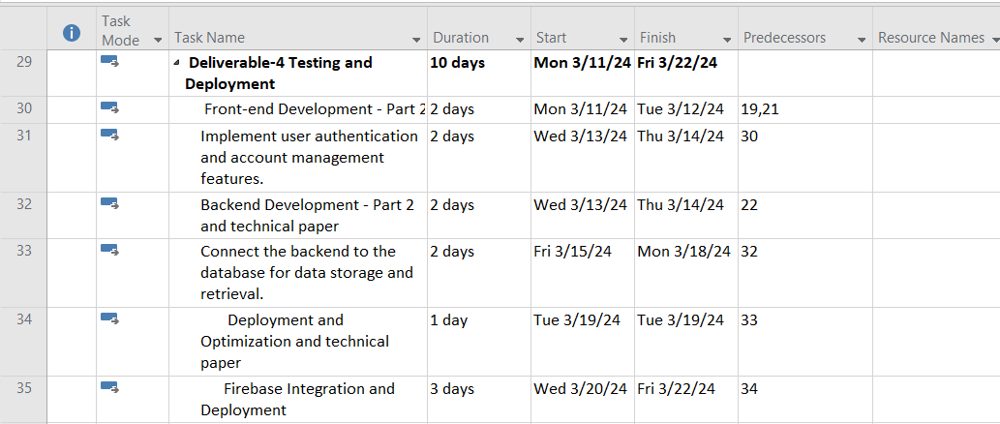 Task Mode Task Name Duration Start Finish Predecessors Resource Names
29 Deliverable-4 Testing and 10 days Mon 3/11/24 Fri 3/22/24
Deployment
30 Front-end Development - Part 2 2 days Mon 3/11/24 Tue 3/12/24 19,21
31 Implement user authentication 2 days Wed 3/13/24 Thu 3/14/24 30
and account management
features.
32 Backend Development - Part 2 2 days Wed 3/13/24 Thu 3/14/24 22
and technical paper
33 Connect the backend to the 2 days Fri 3/15/24 Mon 3/18/24 32
database for data storage and
retrieval.
34 Deployment and 1 day Tue 3/19/24 Tue 3/19/24 33
Optimization and technical
paper
35 Firebase Integration and 3 days Wed 3/20/24 Fri 3/22/24 34
Deployment